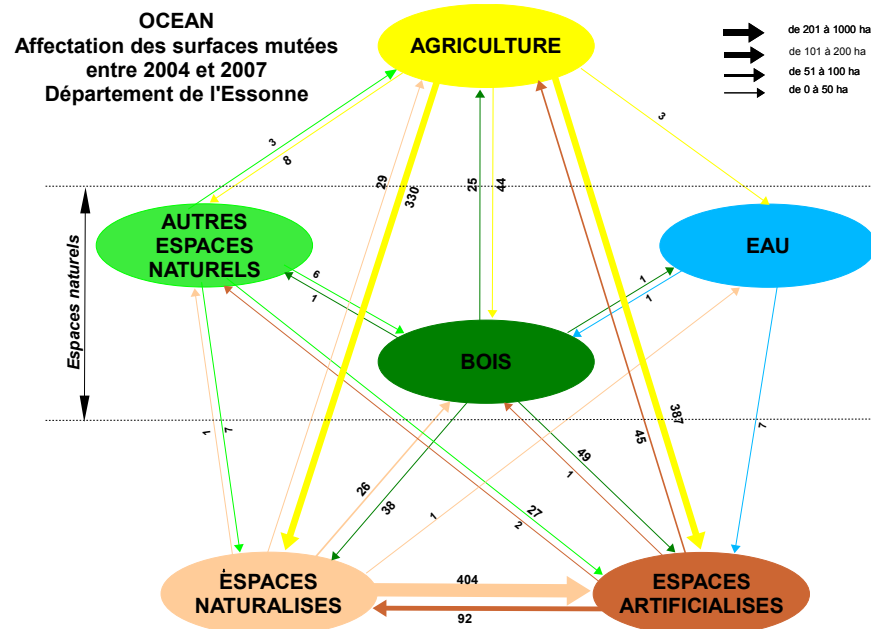 OCEAN
Affectation des surfaces mutées
entre 2004 et 2007
Département de l'Essonne
AGRICULTURE
de 201 à 1000 ha
de 101 à 200 ha
de 51 à 100 ha
de 0 à 50 ha
3
8
29
330
25
44
3
Espaces naturels
AUTRES
ESPACES
NATURELS
EAU
6
1
1
1
BOIS
387
45
7
1
7
49
1
26
38
1
27
2
ESPACES
NATURALISES
404
92
ESPACES
ARTIFICIALISES